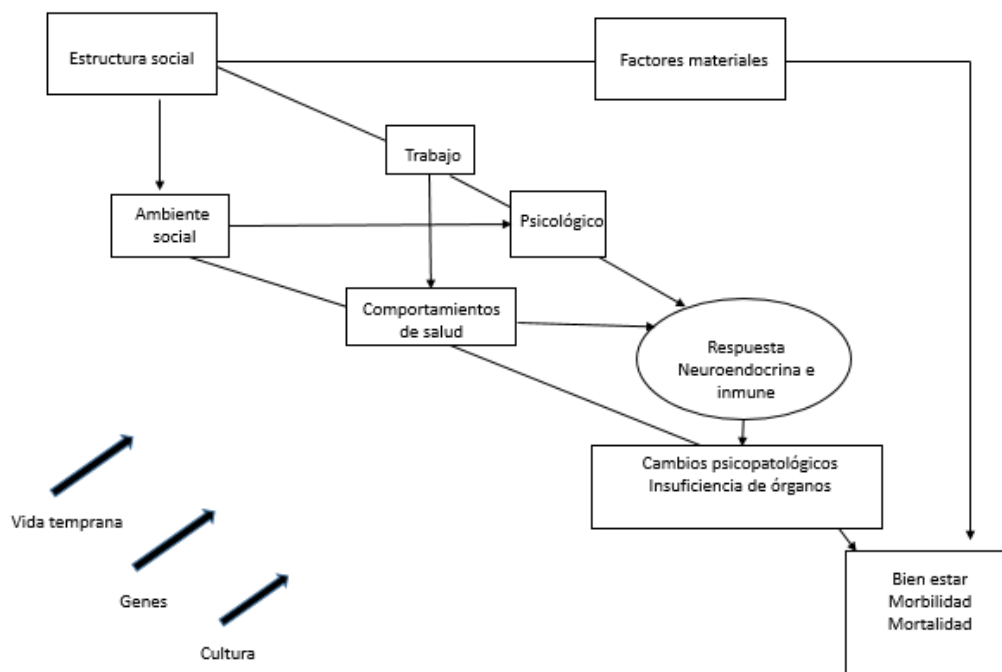 Estructura social
Factores materiales
Trabajo
Ambiente
social
Psicológico
Comportamientos
de salud
Respuesta
Neuroendocrina e
inmune
Cambios psicopatológicos
Insuficiencia de órganos
Vida temprana
Genes
Cultura
Bien estar
Morbilidad
Mortalidad